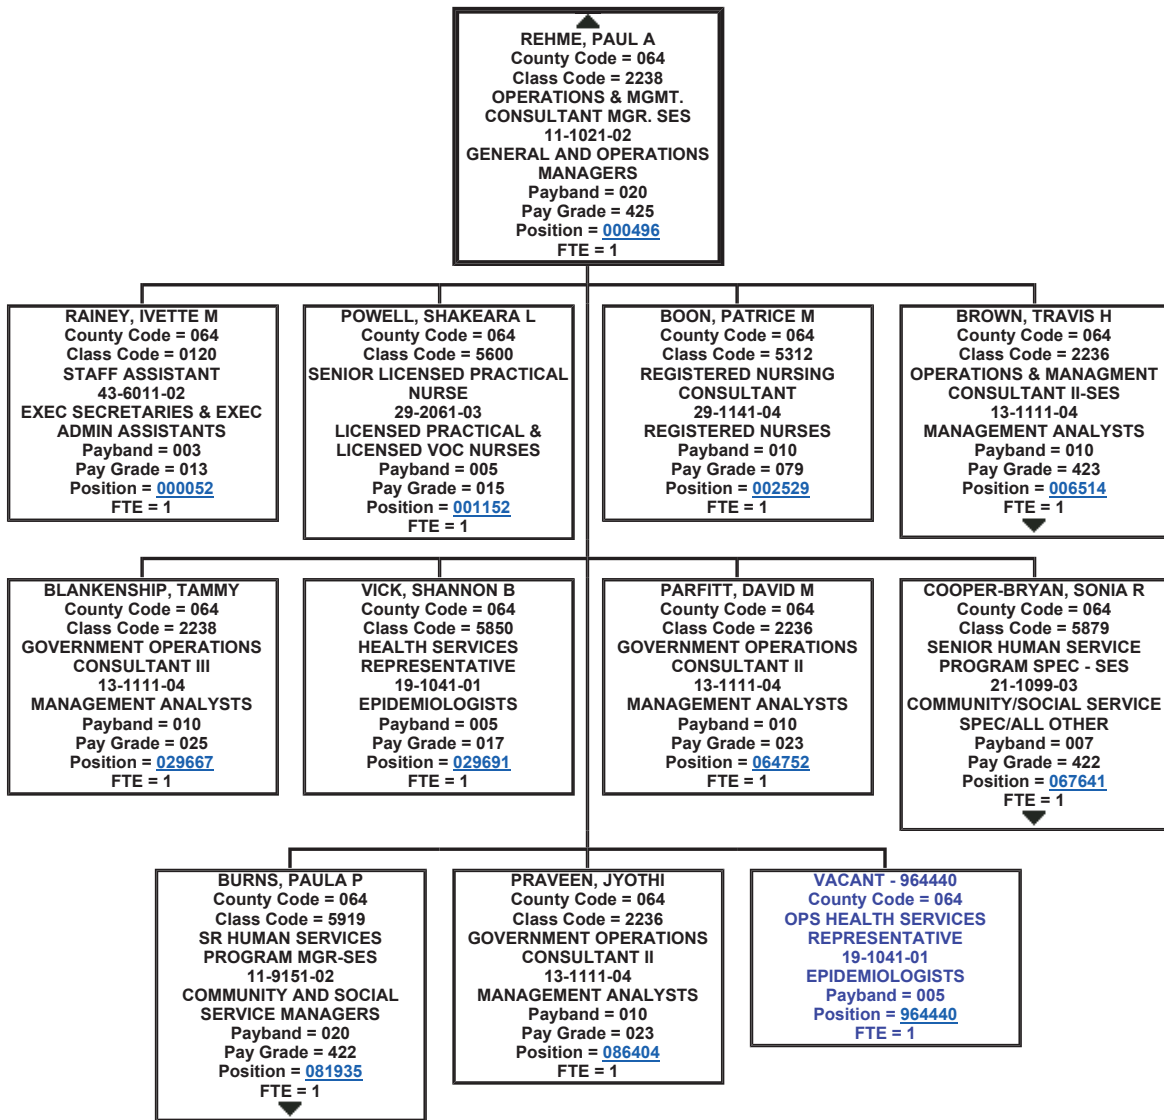 REHME, PAUL A
County Code = 064
Class Code = 2238
OPERATIONS & MGMT.
CONSULTANT MGR. SES
11-1021-02
GENERAL AND OPERATIONS
MANAGERS
Payband = 020
Pay Grade = 425
Position = 000496
FTE = 1
RAINEY, IVETTE M
County Code = 064
Class Code = 0120
STAFF ASSISTANT
43-6011-02
EXEC SECRETARIES & EXEC
ADMIN ASSISTANTS
Payband = 003
Pay Grade = 013
Position = 000052
FTE = 1
POWELL, SHAKEARA L
County Code = 064
Class Code = 5600
SENIOR LICENSED PRACTICAL
NURSE
29-2061-03
LICENSED PRACTICAL &
LICENSED VOC NURSES
Payband = 005
Pay Grade = 015
Position = 001152
FTE = 1
BOON, PATRICE M
County Code = 064
Class Code = 5312
REGISTERED NURSING
CONSULTANT
29-1141-04
REGISTERED NURSES
Payband = 010
Pay Grade = 079
Position = 002529
FTE = 1
BROWN, TRAVIS H
County Code = 064
Class Code = 2236
OPERATIONS & MANAGMENT
CONSULTANT II-SES
13-1111-04
MANAGEMENT ANALYSTS
Payband = 010
Pay Grade = 423
Position = 006514
FTE = 1
BLANKENSHIP, TAMMY
County Code = 064
Class Code = 2238
GOVERNMENT OPERATIONS
CONSULTANT III
13-1111-04
MANAGEMENT ANALYSTS
Payband = 010
Pay Grade = 025
Position = 029667
FTE = 1
VICK, SHANNON B
County Code = 064
Class Code = 5850
HEALTH SERVICES
REPRESENTATIVE
19-1041-01
EPIDEMIOLOGISTS
Payband = 005
Pay Grade = 017
Position = 029691
FTE = 1
PARFITT, DAVID M
County Code = 064
Class Code = 2236
GOVERNMENT OPERATIONS
CONSULTANT II
13-1111-04
MANAGEMENT ANALYSTS
Payband = 010
Pay Grade = 023
Position = 064752
FTE = 1
COOPER-BRYAN, SONIA R
County Code = 064
Class Code = 5879
SENIOR HUMAN SERVICE
PROGRAM SPEC - SES
21-1099-03
COMMUNITY/SOCIAL SERVICE
SPEC/ALL OTHER
Payband = 007
Pay Grade = 422
Position = 067641
FTE = 1
BURNS, PAULA P
County Code = 064
Class Code = 5919
SR HUMAN SERVICES
PROGRAM MGR-SES
11-9151-02
COMMUNITY AND SOCIAL
SERVICE MANAGERS
Payband = 020
Pay Grade = 422
Position = 081935
FTE = 1
PRAVEEN, JYOTHI
County Code = 064
Class Code = 2236
GOVERNMENT OPERATIONS
CONSULTANT II
13-1111-04
MANAGEMENT ANALYSTS
Payband = 010
Pay Grade = 023
Position = 086404
FTE = 1
VACANT - 964440
County Code = 064
OPS HEALTH SERVICES
REPRESENTATIVE
19-1041-01
EPIDEMIOLOGISTS
Payband = 005
Position = 964440
FTE = 1